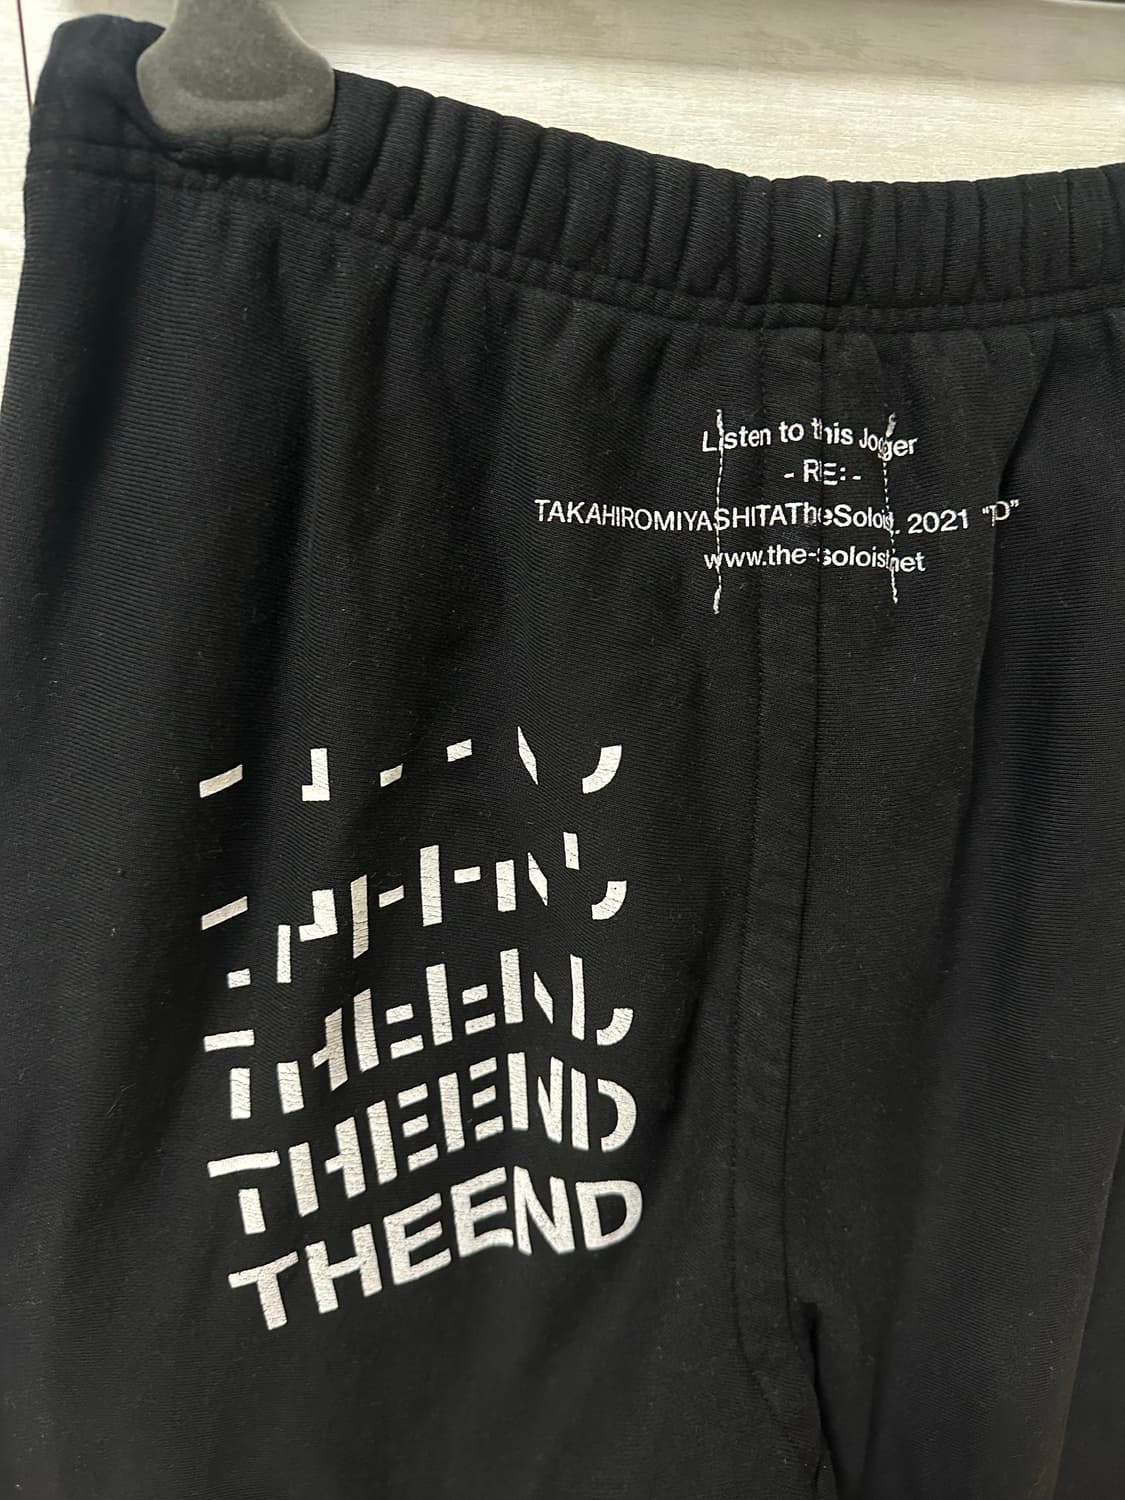 Listen to this Jogger
- RE: -
TAKAHIROMIYASHITATheSoloist. 2021 “P”
www.the-soloist.net
THEEND
THEEND
THEEND